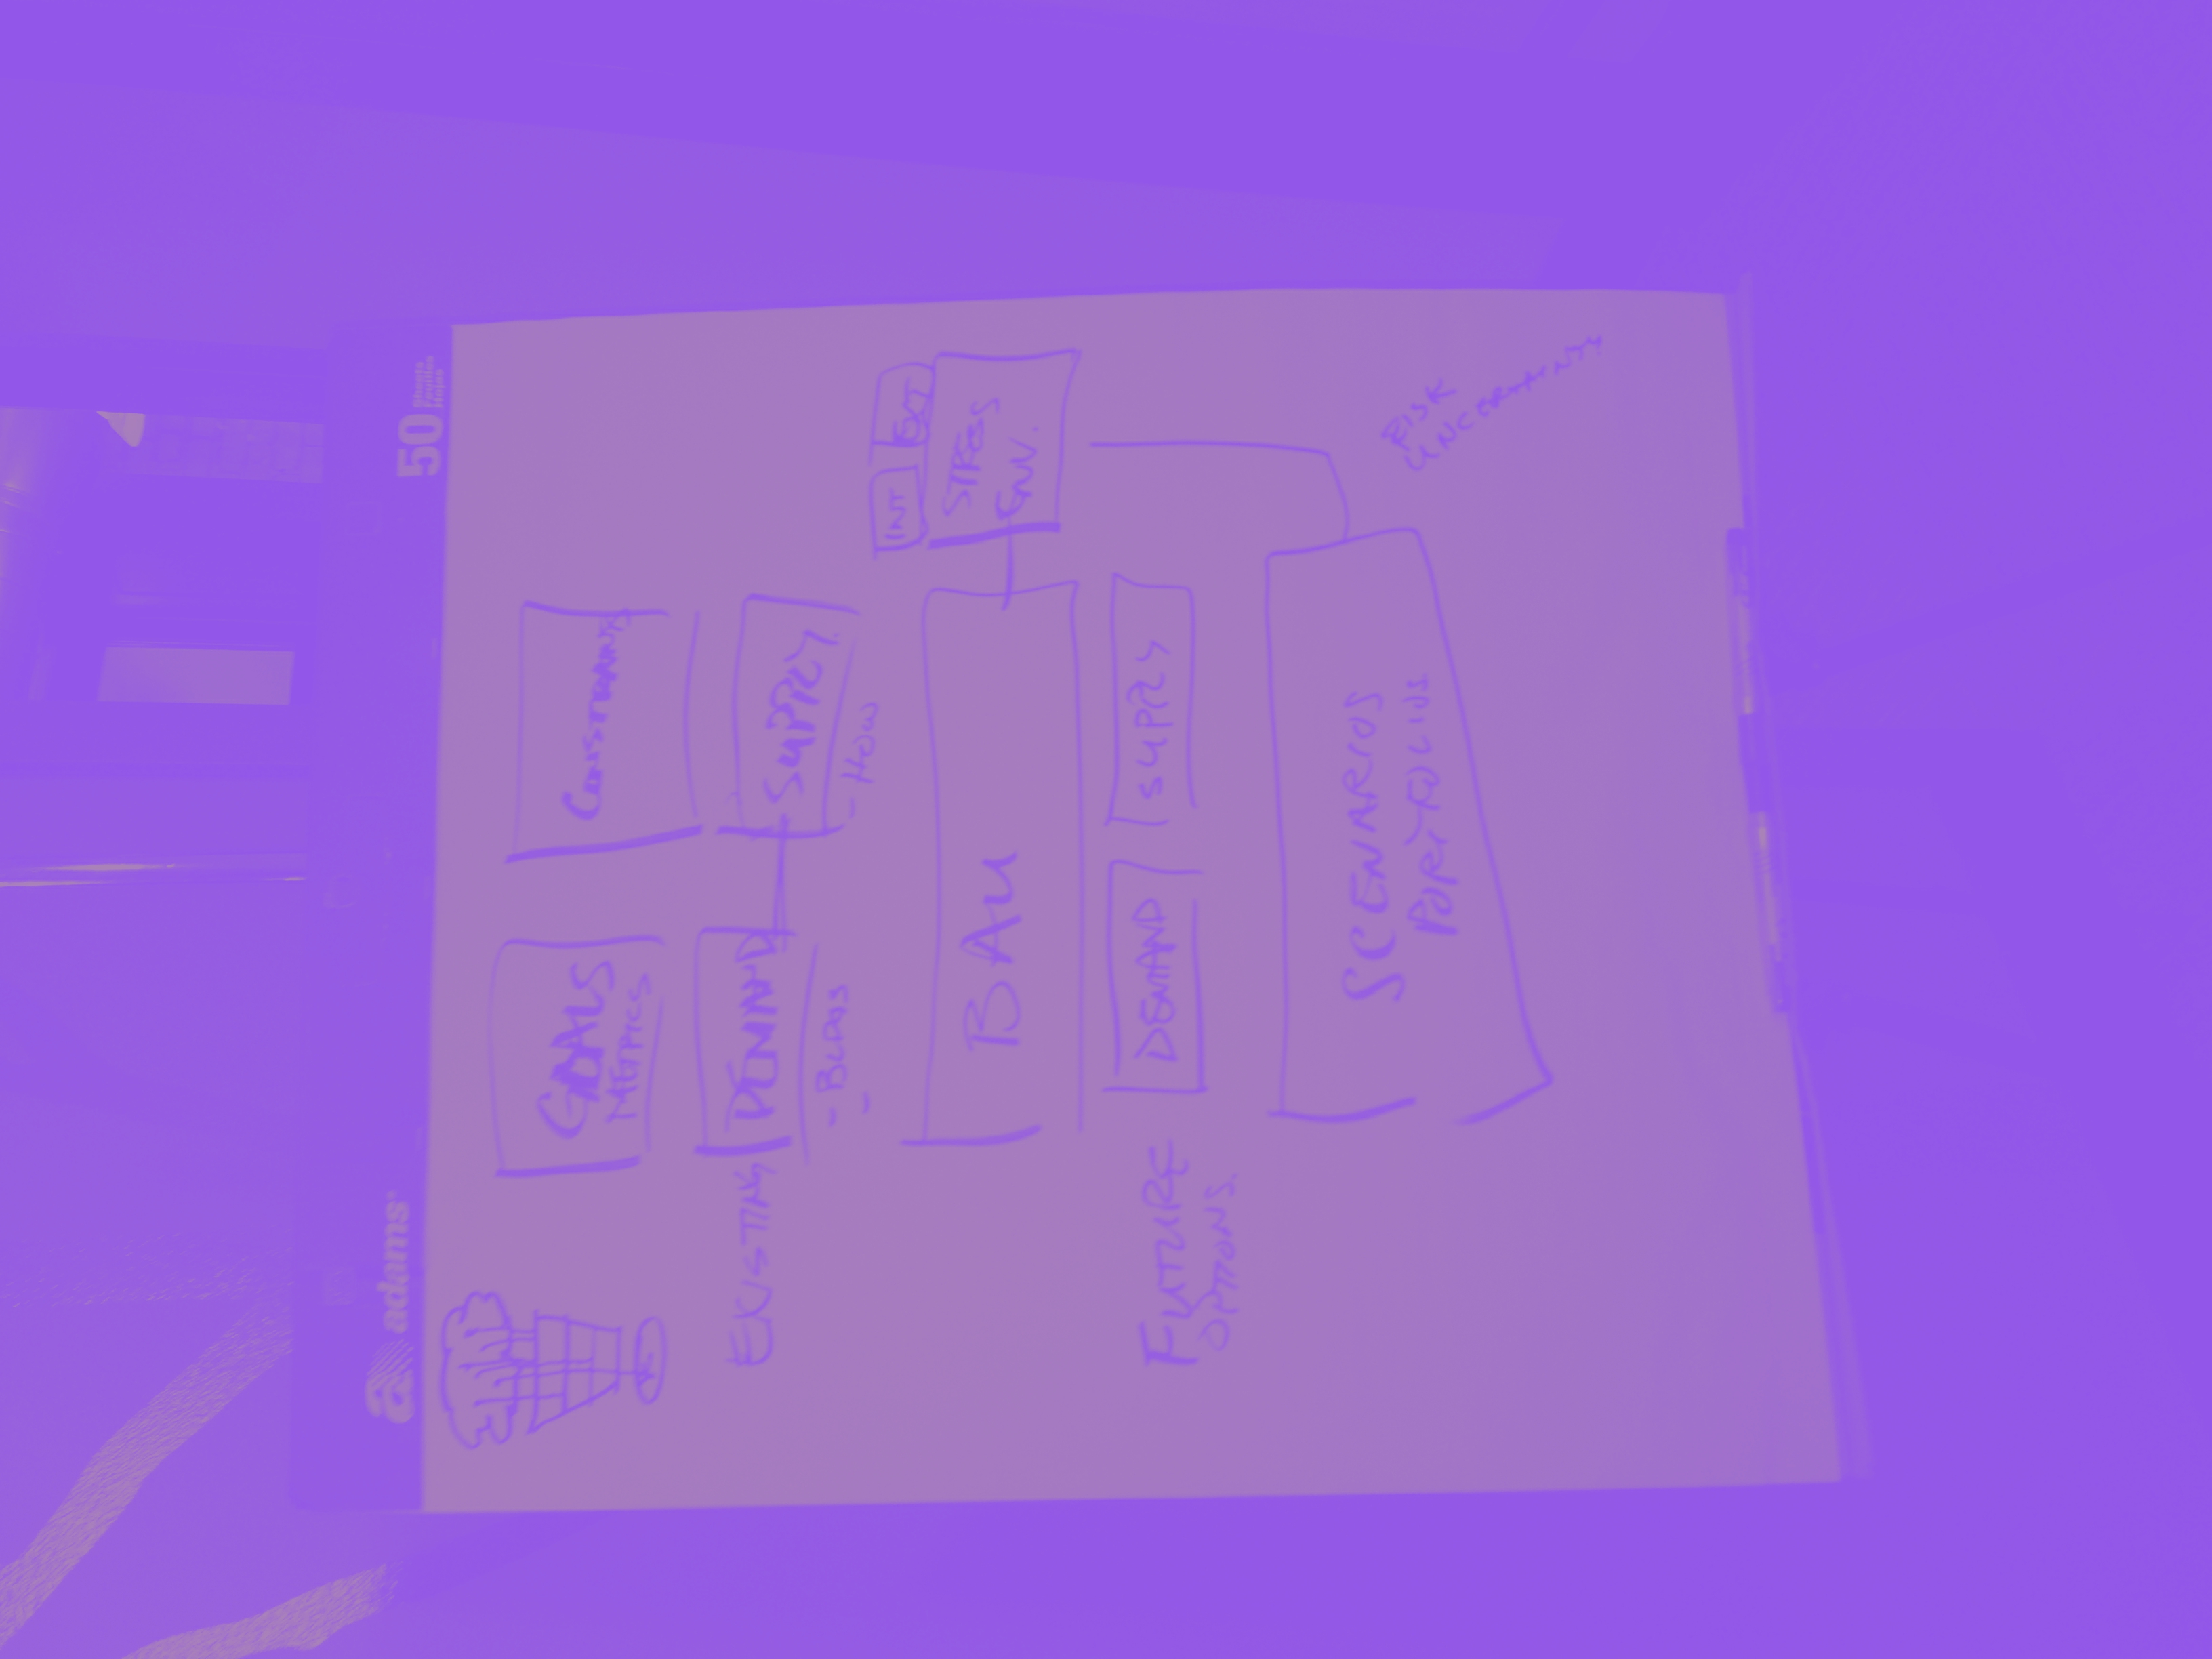 a adams®
50
GOALS
METRICS
CONSTRAINTS
EXISTING
DEMAND
SUPPLY
- BLDGS
-
- HOW
BAU
INT
EXT
STRESS
ENV.
FUTURE
OPTIONS.
DEMAND
SUPPLY
SCENARIOS
PORTFOLIOS
RISK
UNCERTAINTY